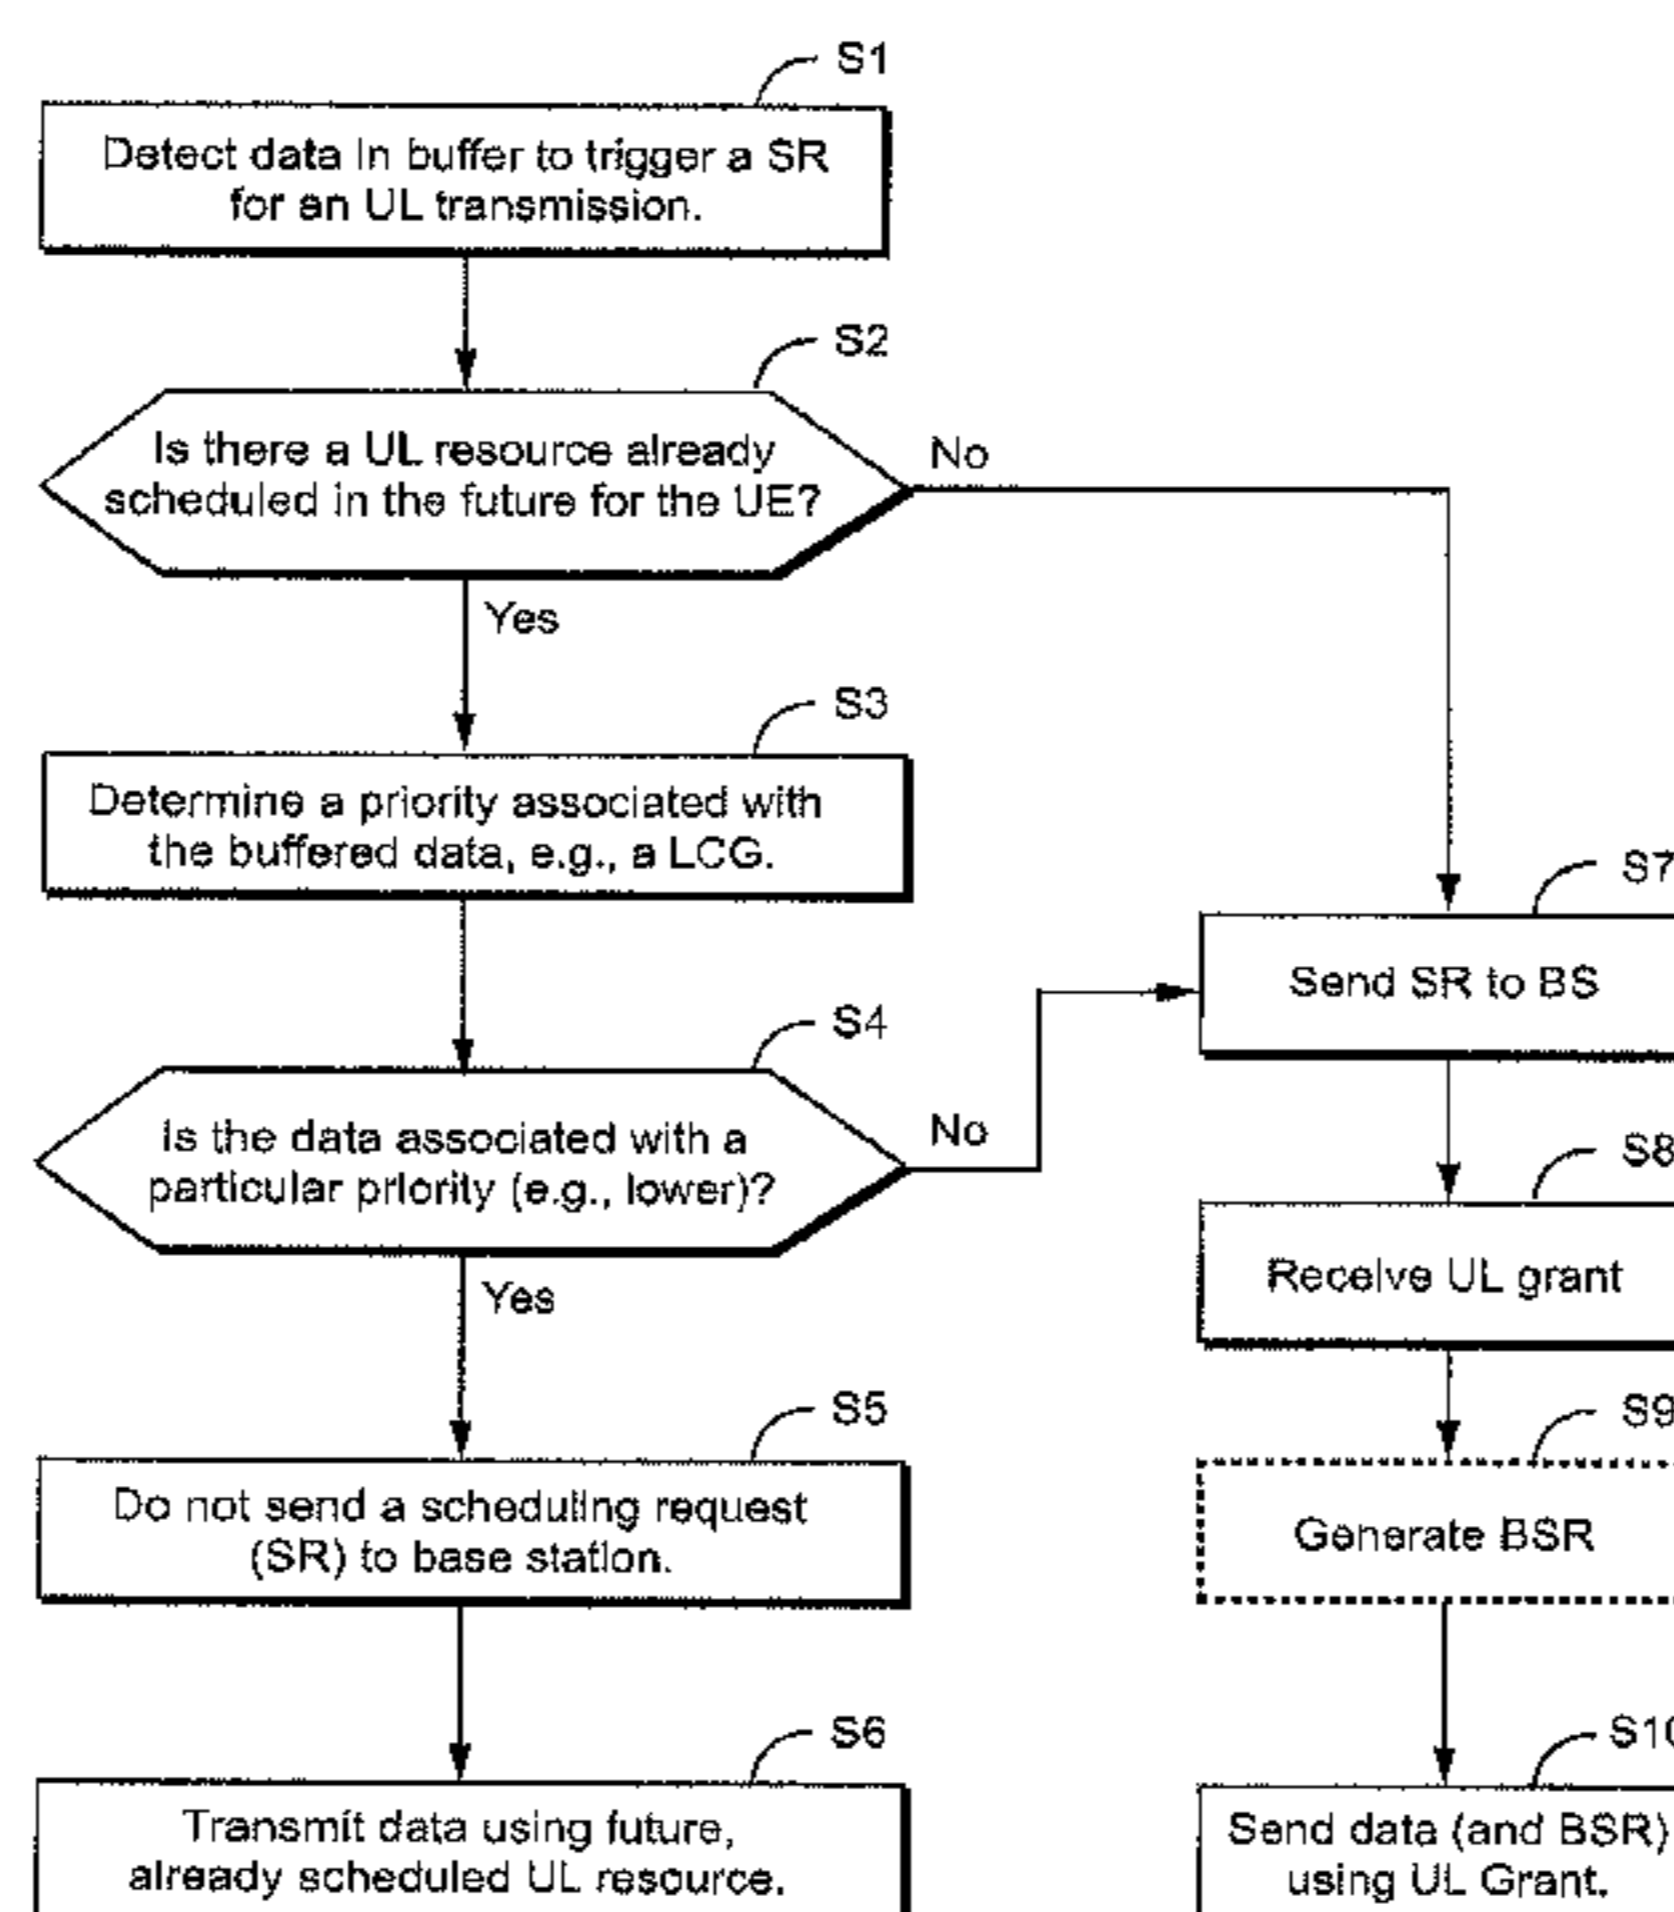 S1
Detect data in buffer to trigger a SR
for an UL transmission.
S2
Is there a UL resource already
scheduled in the future for the UE?
No
Yes
S3
Determine a priority associated with
the buffered data, e.g., a LCG.
S7
Send SR to BS
S4
Is the data associated with a
particular priority (e.g., lower)?
No
Yes
S8
Receive UL grant
S5
Do not send a scheduling request
(SR) to base station.
S9
Generate BSR
S6
Transmit data using future,
already scheduled UL resource.
S10
Send data (and BSR)
using UL Grant.